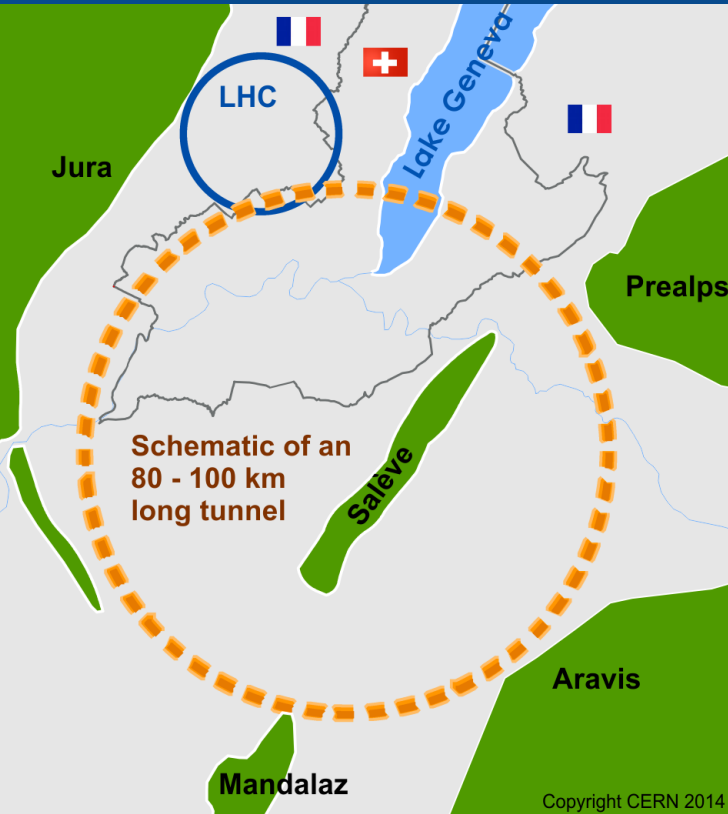 LHC
Lake Geneva
Jura
Prealps
Schematic of an
80 - 100 km
long tunnel
Salève
Aravis
Mandalaz
Copyright CERN 2014